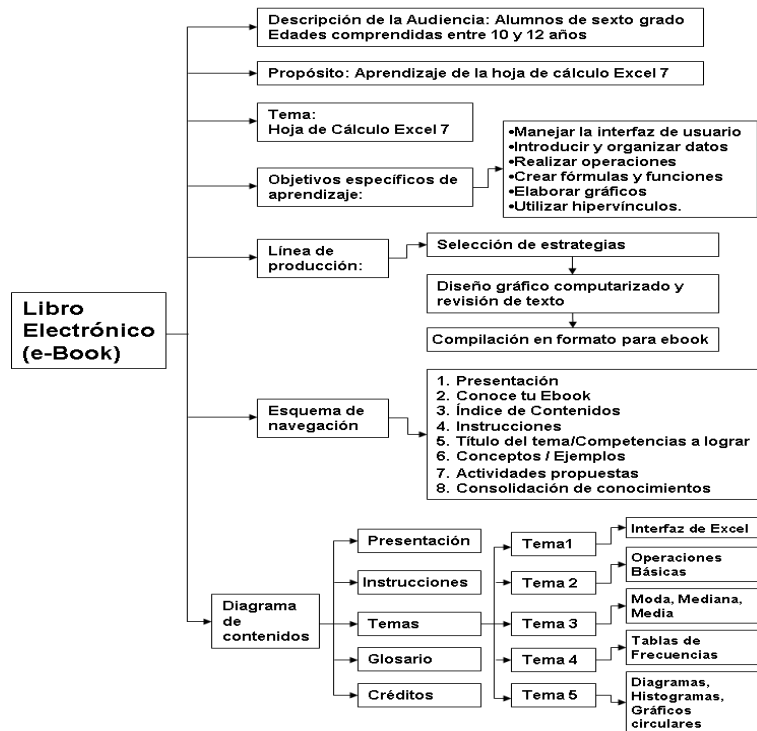 Descripción de la Audiencia: Alumnos de sexto grado
Edades comprendidas entre 10 y 12 años
Propósito: Aprendizaje de la hoja de cálculo Excel 7
Tema:
Hoja de Cálculo Excel 7
Objetivos específicos de
aprendizaje:
•Manejar la interfaz de usuario
•Introducir y organizar datos
•Realizar operaciones
•Crear fórmulas y funciones
•Elaborar gráficos
•Utilizar hipervínculos.
Línea de
producción:
Selección de estrategias
Diseño gráfico computarizado y
revisión de texto
Compilación en formato para ebook
Libro
Electrónico
(e-Book)
Esquema de
navegación
1. Presentación
2. Conoce tu Ebook
3. Índice de Contenidos
4. Instrucciones
5. Título del tema/Competencias a lograr
6. Conceptos / Ejemplos
7. Actividades propuestas
8. Consolidación de conocimientos
Diagrama
de
contenidos
Presentación
Instrucciones
Temas
Glosario
Créditos
Tema1
Tema 2
Tema 3
Tema 4
Tema 5
Interfaz de Excel
Operaciones
Básicas
Moda, Mediana,
Media
Tablas de
Frecuencias
Diagramas,
Histogramas,
Gráficos
circulares